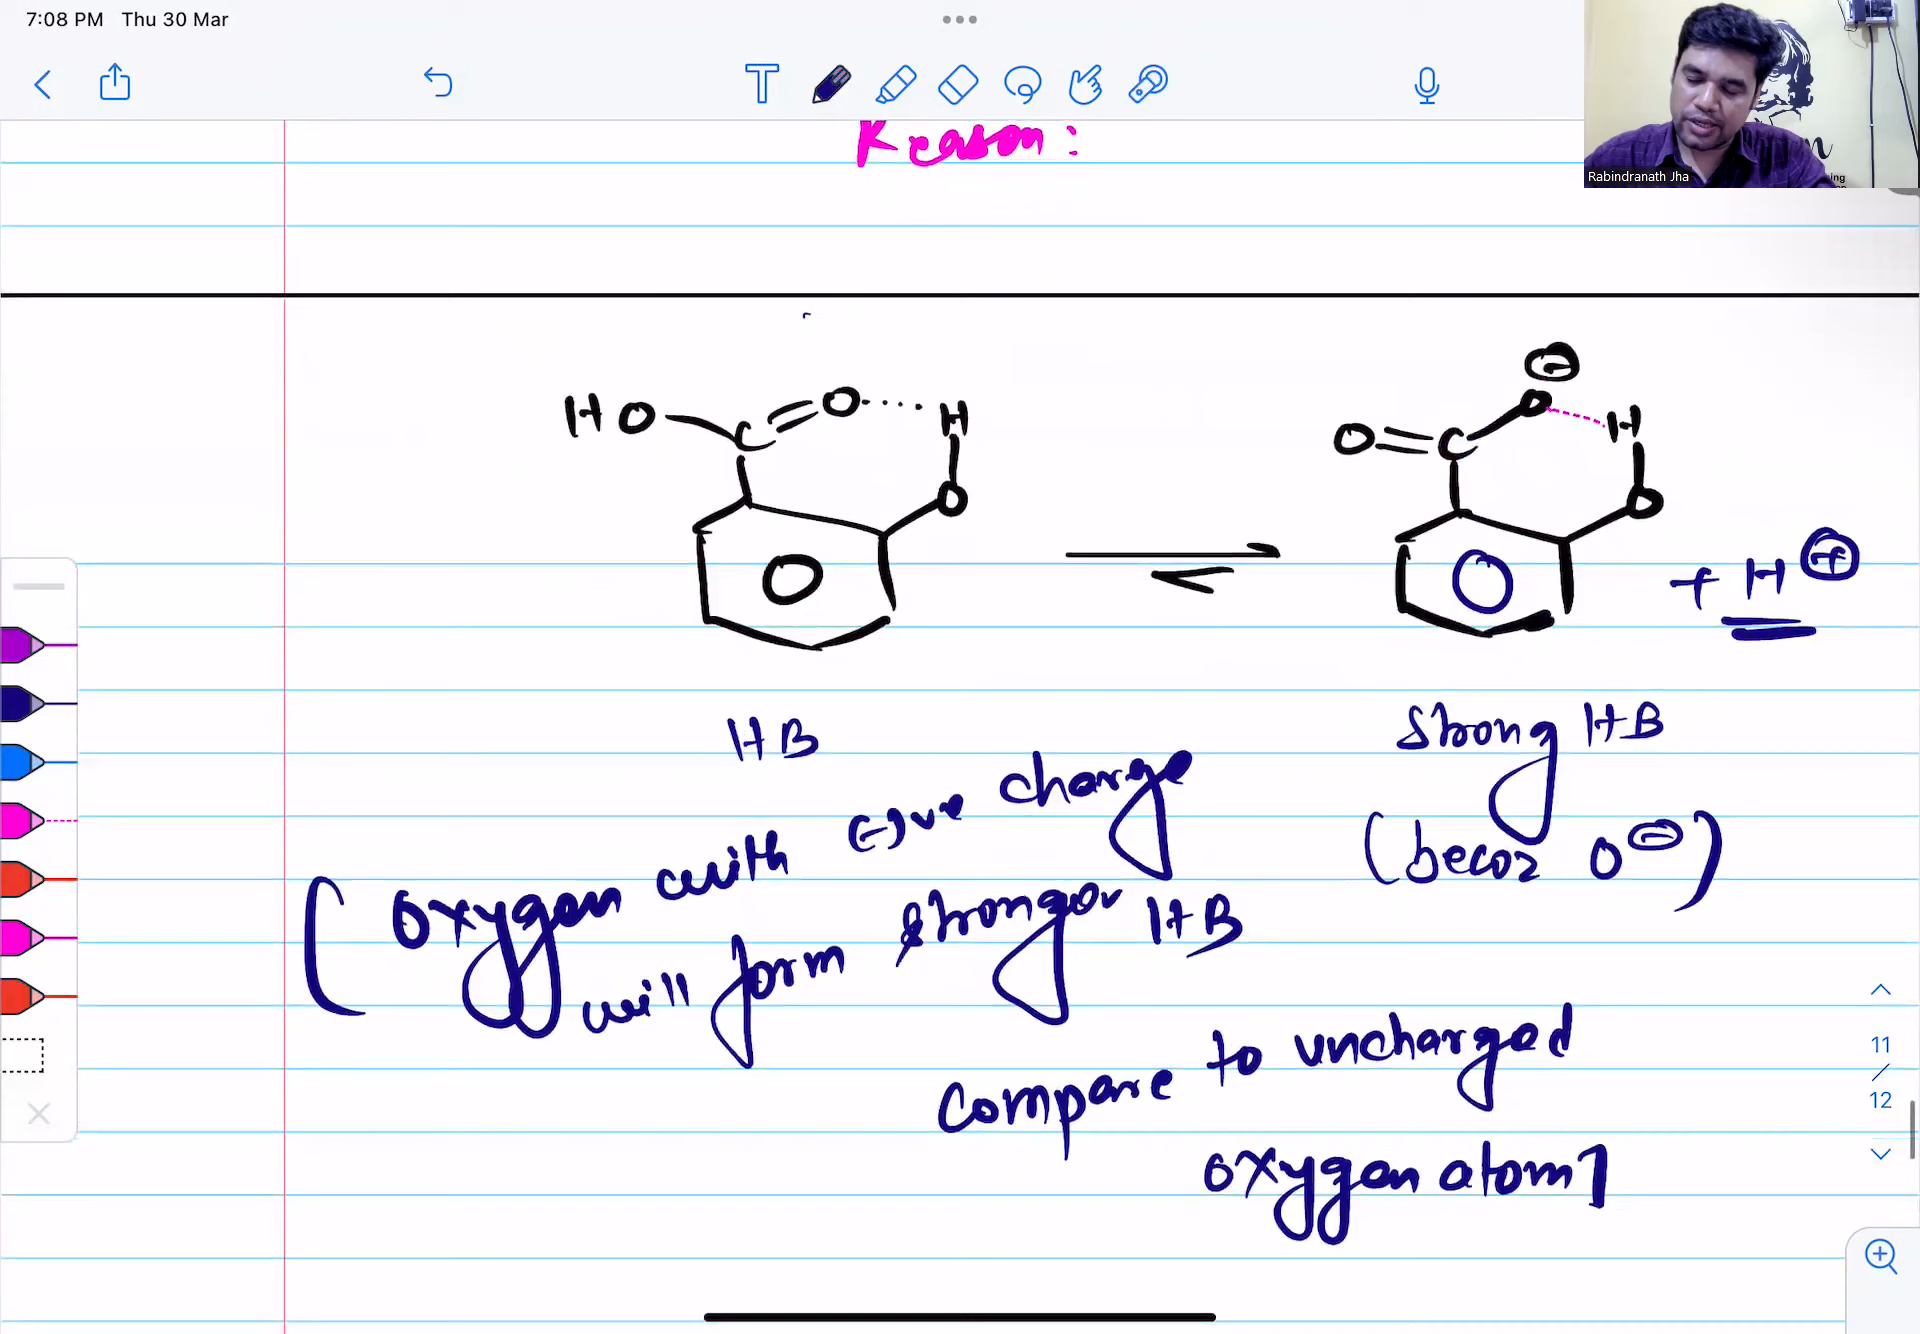 7:08 PM Thu 30 Mar
Reason:
Rabindranath Jha
ing
HO C O H
O
⊖
O C O H
O
+ H ⊕
HB
Strong HB
(becoz O ⊖)
[Oxygen with (-)ve charge
will form stronger HB
compare to uncharged
oxygen atom]
11
/
12